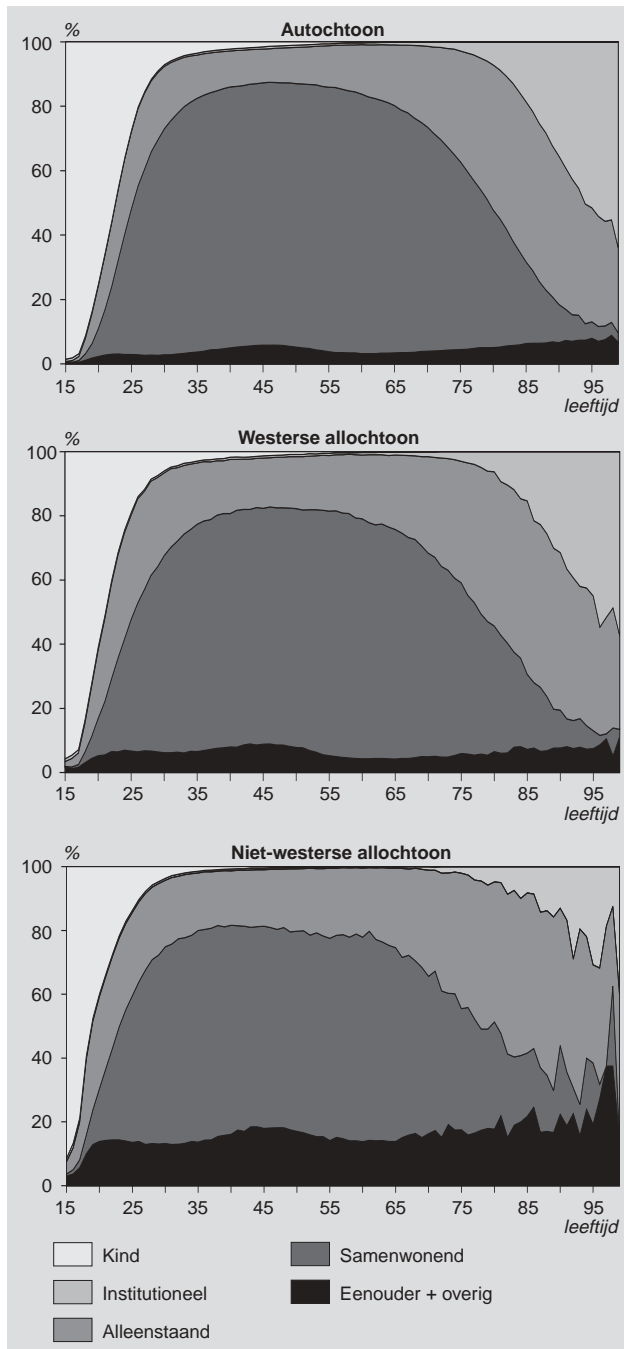 Autochtoon
%
100
80
60
40
20
0
15 25 35 45 55 65 75 85 95
leeftijd
Westerse allochtoon
%
100
80
60
40
20
0
15 25 35 45 55 65 75 85 95
leeftijd
Niet-westerse allochtoon
%
100
80
60
40
20
0
15 25 35 45 55 65 75 85 95
leeftijd
Kind
Samenwonend
Institutioneel
Eenouder + overig
Alleenstaand